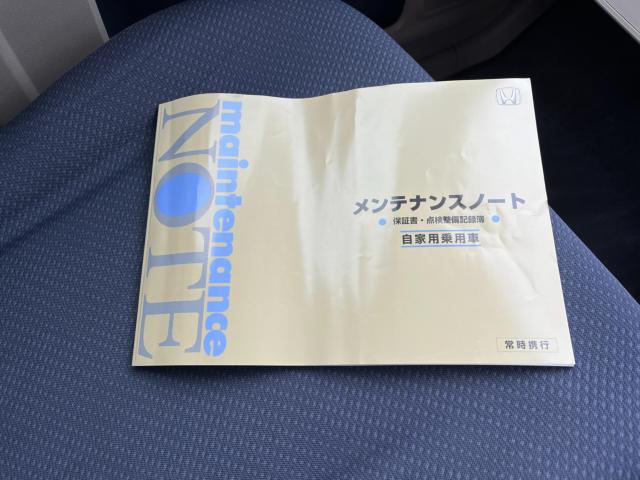 maintenance
NOTE
メンテナンスノート
保証書・点検整備記録簿
自家用乗用車
常時携行